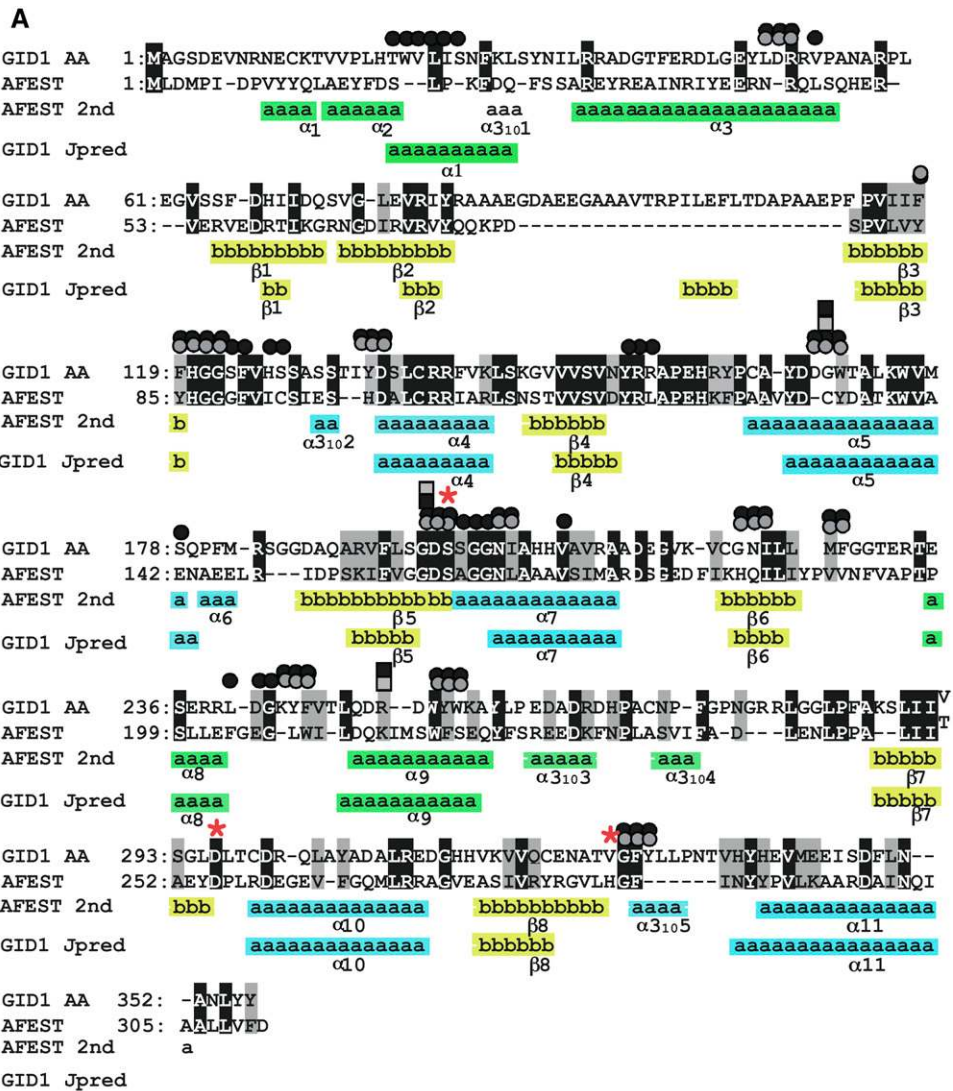 A
GID1 AA 1:MAGSDEVNRNECKTVVPLHTWVLISNFKLSYNILRRADGTFERDLGEYLDRRVPANARPL
AFEST 1:MLDMPI-DPVYYQLAEYFDS--LP-KFDQ-FSSAREYREAINRIYEERN-RQLSQHER-
AFEST 2nd aaaa aaaaaa aaa aaaaaaaaaaaaaaaaaaaaa
α1 α2 α3₁₀1 α3
GID1 Jpred aaaaaaaaaa
α1
61:EGVSSF-DHIIDQSVG-LEVRIYRAAAEGDAEEGAAAVTRPILEFLTDAPAAEPFPVIIF
GID1 AA
AFEST 53:--VERVEDRTIKGRNGDIRVRVYQQKPD-------------------------SPVLVY
AFEST 2nd bbbbbbbbb bbbbbbbbb bbbbbb
β1 β2 β3
GID1 Jpred bb bbb bbbb bbbbb
β1 β2 β3
GID1 AA 119:FHGGSFVHSSASSTIYDSLCRRFVKLSKGVVVSVNYRRAPEHRYPCA-YDDGWTALKWVM
AFEST 85:YHGGGFVICSIES--HDALCRRIARLSNSTVVSVDYRLAPEHKFPAAVYD-CYDATKWVA
AFEST 2nd b aa aaaaaaaaa bbbbbb aaaaaaaaaaaaaaa
α3₁₀2 α4 β4 α5
GID1 Jpred b aaaaaaaaa bbbbb aaaaaaaaaaaa
α4 β4 α5
GID1 AA 178:SQPFM-RSGGDAQARVFLSGDSSGGNIAHHVAVRAADEGVK-VCGNILL MFGGTERTE
AFEST 142:ENAEELR---IDPSKIFVGGDSAGGNLAAAVSIMARDSGEDFIKHQILIYPVVNFVAPTP
AFEST 2nd a aaa bbbbbbbbbbbb aaaaaaaaaaaaa bbbbbb a
α6 β5 α7 β6
GID1 Jpred aa bbbbb aaaaaaaaaa bbbb a
β5 α7 β6
GID1 AA 236:SERRL-DGKYFVTLQDR--DWYWKAYLPEDADRDHPACNP-FGPNGRRLGGLPFAKSLIIV
AFEST 199:SLLEFGEG-LWI-LDQKIMSWFSEQYFSREEDKFNPLASVIFA-D---LENLPPA-LIIT
AFEST 2nd aaaa aaaaaaaaaaa aaaaa aaa bbbbb
α8 α9 α3₁₀3 α3₁₀4 β7
GID1 Jpred aaaa aaaaaaaaaaa bbbbb
α8 α9 β7
GID1 AA 293:SGLDLTCDR-QLAYADALREDGHHVKVVQCENATVGFYLLPNTVHYHEVMEEISDFLN--
AFEST 252:AEYDPLRDEGEV-FGQMLRRAGVEASIVRYRGVLHGF------INYYPVLKAARDAINQI
AFEST 2nd bbb aaaaaaaaaaaaaa bbbbbbbbbb aaaa aaaaaaaaaaaaaa
α10 β8 α3₁₀5 α11
GID1 Jpred aaaaaaaaaaaaaa bbbbbb aaaaaaaaaaaaaaaa
α10 β8 α11
GID1 AA 352: -ANLYY
AFEST 305: AALLVFD
AFEST 2nd a
GID1 Jpred